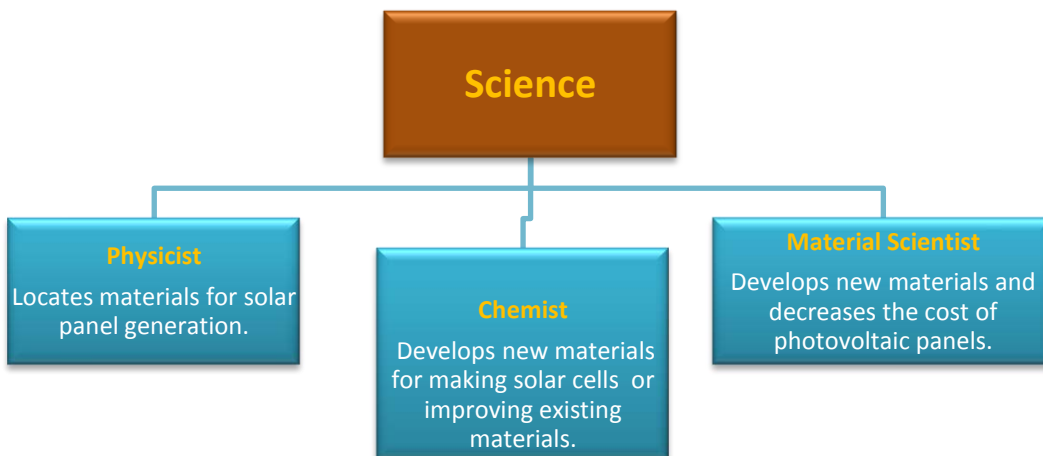 Science
Physicist
Locates materials for solar
panel generation.
Chemist
Develops new materials
for making solar cells or
improving existing
materials.
Material Scientist
Develops new materials and
decreases the cost of
photovoltaic panels.